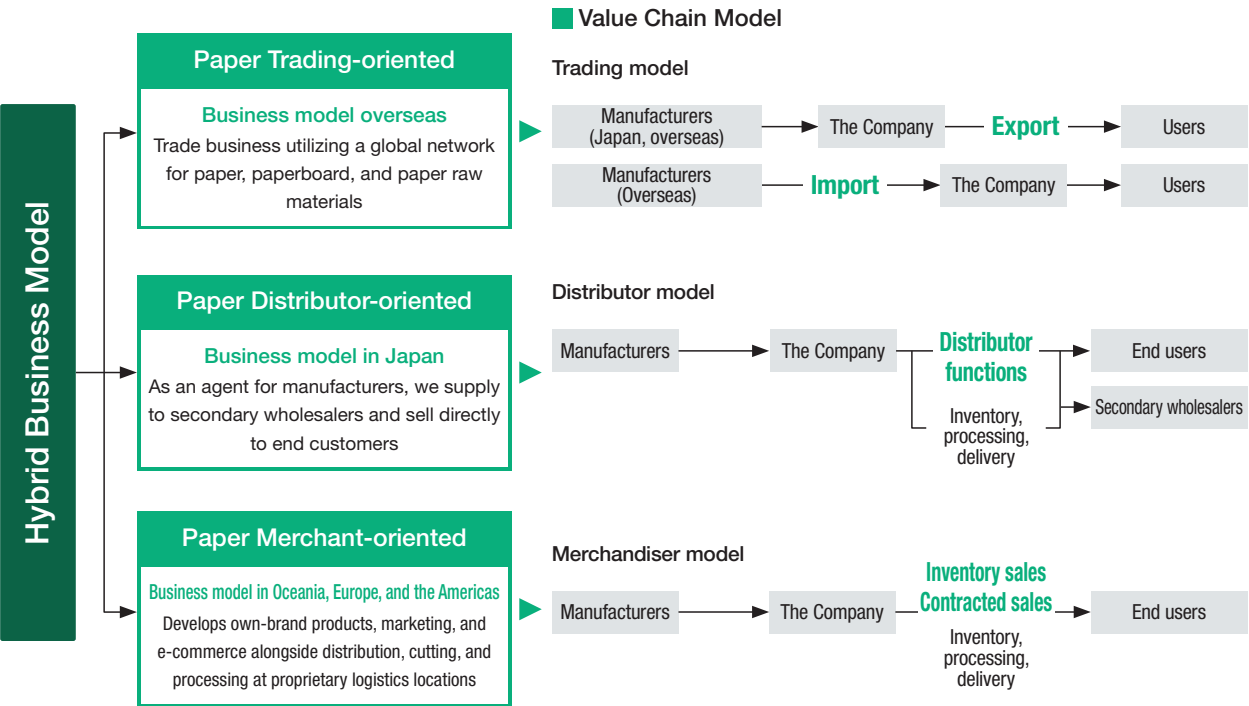 Hybrid Business Model
Value Chain Model
Paper Trading-oriented
Business model overseas
Trade business utilizing a global network
for paper, paperboard, and paper raw
materials
Trading model
Manufacturers
(Japan, overseas)
The Company
Export
Users
Manufacturers
(Overseas)
Import
The Company
Users
Paper Distributor-oriented
Business model in Japan
As an agent for manufacturers, we supply
to secondary wholesalers and sell directly
to end customers
Distributor model
Manufacturers
The Company
Distributor
functions
Inventory,
processing,
delivery
End users
Secondary wholesalers
Paper Merchant-oriented
Business model in Oceania, Europe, and the Americas
Develops own-brand products, marketing, and
e-commerce alongside distribution, cutting, and
processing at proprietary logistics locations
Merchandiser model
Manufacturers
The Company
Inventory sales
Contracted sales
Inventory,
processing,
delivery
End users